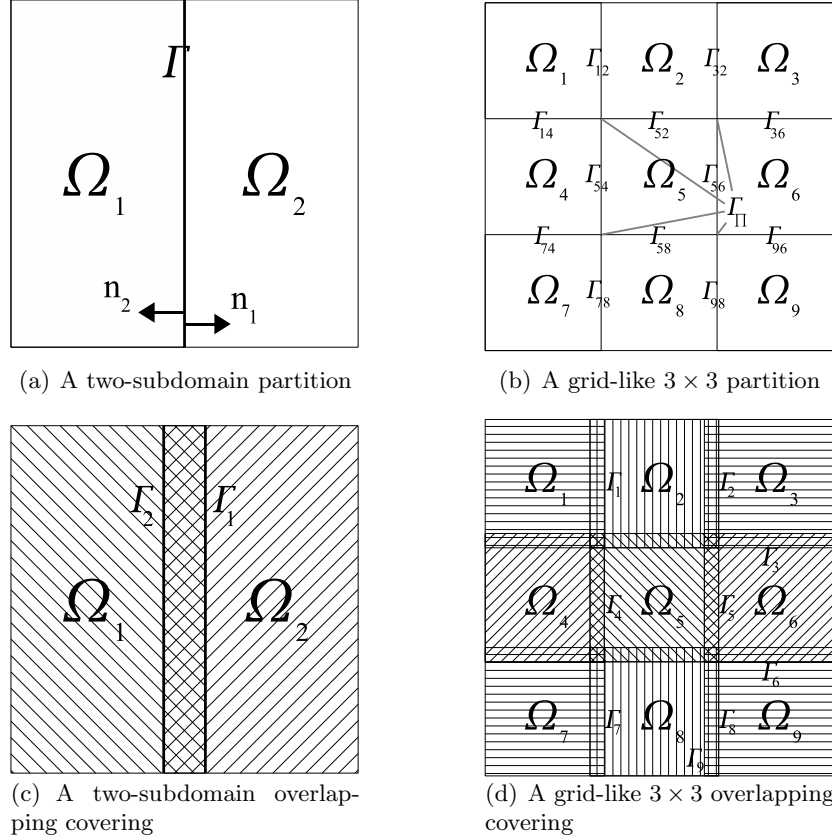 Γ
Ω1 Ω2
n2 n1
(a) A two-subdomain partition
Ω1 Γ12 Ω2 Γ32 Ω3
Γ14 Γ52 Γ36
Ω4 Γ54 Ω5 Γ56 Ω6
ΓΠ
Γ74 Γ58 Γ96
Ω7 Γ78 Ω8 Γ98 Ω9
(b) A grid-like 3 × 3 partition
Γ2 Γ1
Ω1 Ω2
(c) A two-subdomain overlap-
ping covering
Ω1 Γ1 Ω2 Γ2 Ω3
Γ3
Ω4 Γ4 Ω5 Γ5 Ω6
Γ6
Ω7 Γ7 Ω8 Γ8 Ω9
Γ9
(d) A grid-like 3 × 3 overlapping
covering